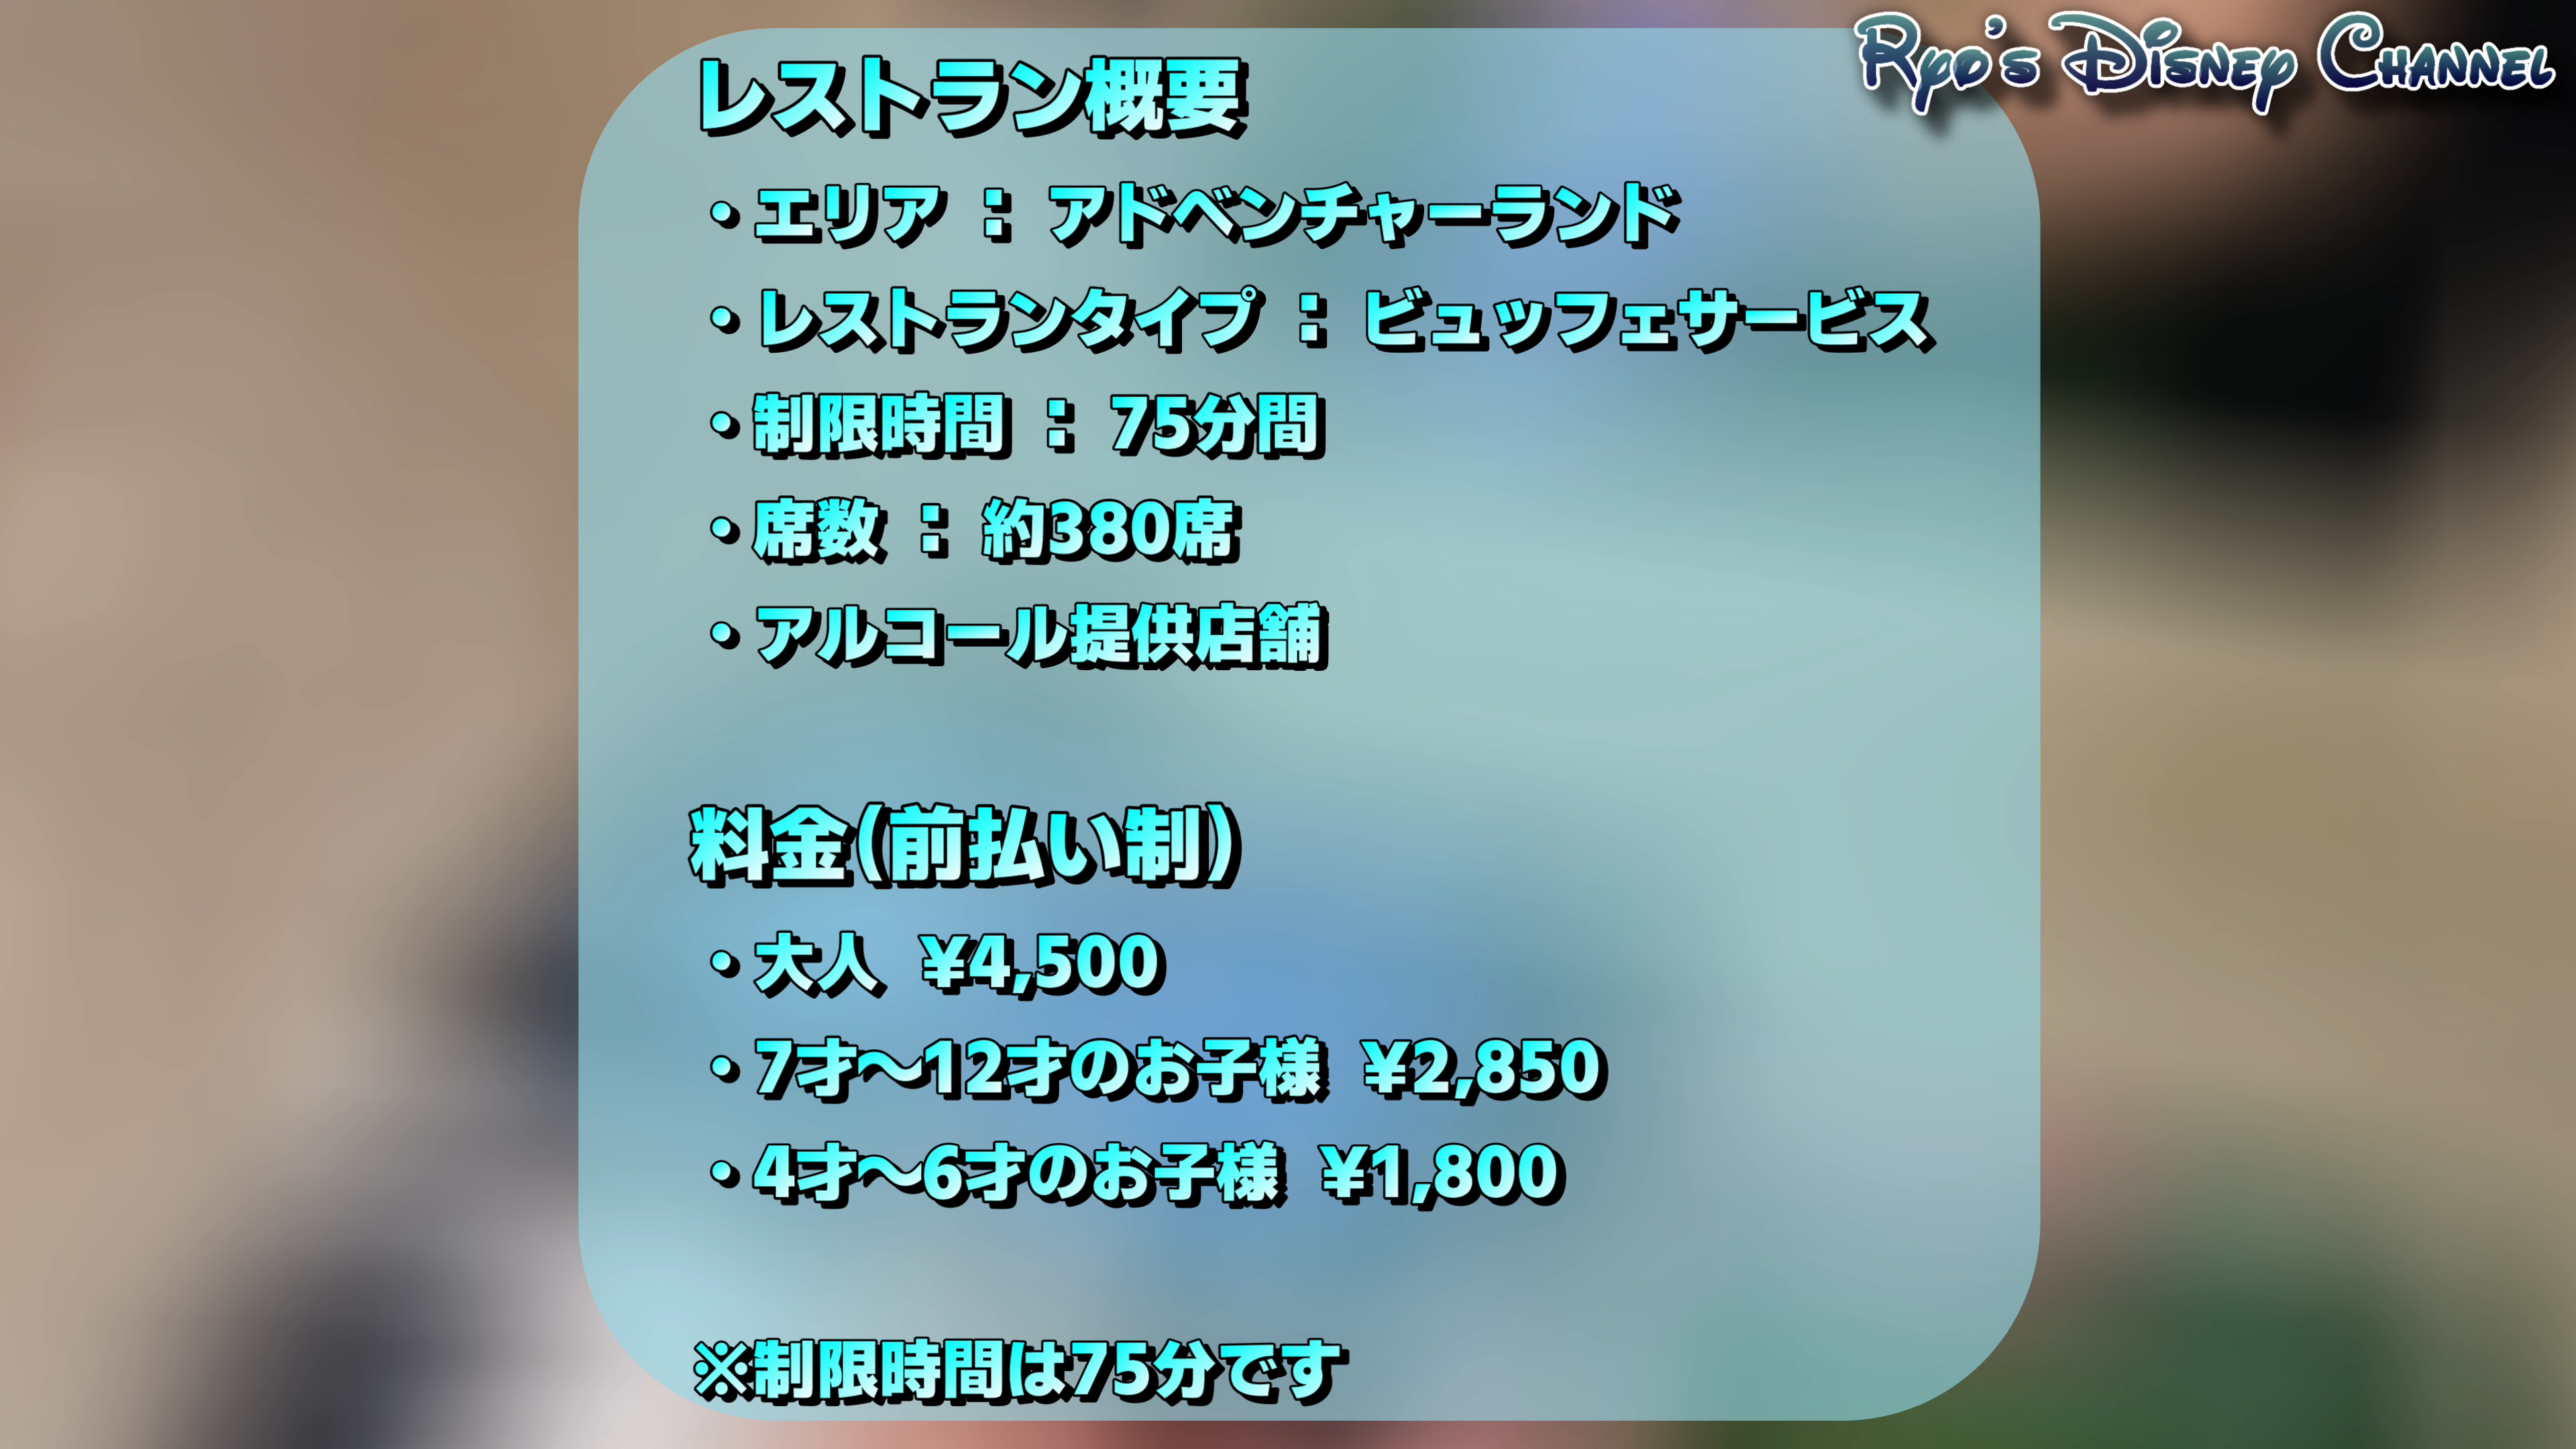 Ryo's Disney Channel
レストラン概要
・エリア : アドベンチャーランド
・レストランタイプ : ビュッフェサービス
・制限時間 : 75分間
・席数 : 約380席
・アルコール提供店舗
料金(前払い制)
・大人 ¥4,500
・7才〜12才のお子様 ¥2,850
・4才〜6才のお子様 ¥1,800
※制限時間は75分です